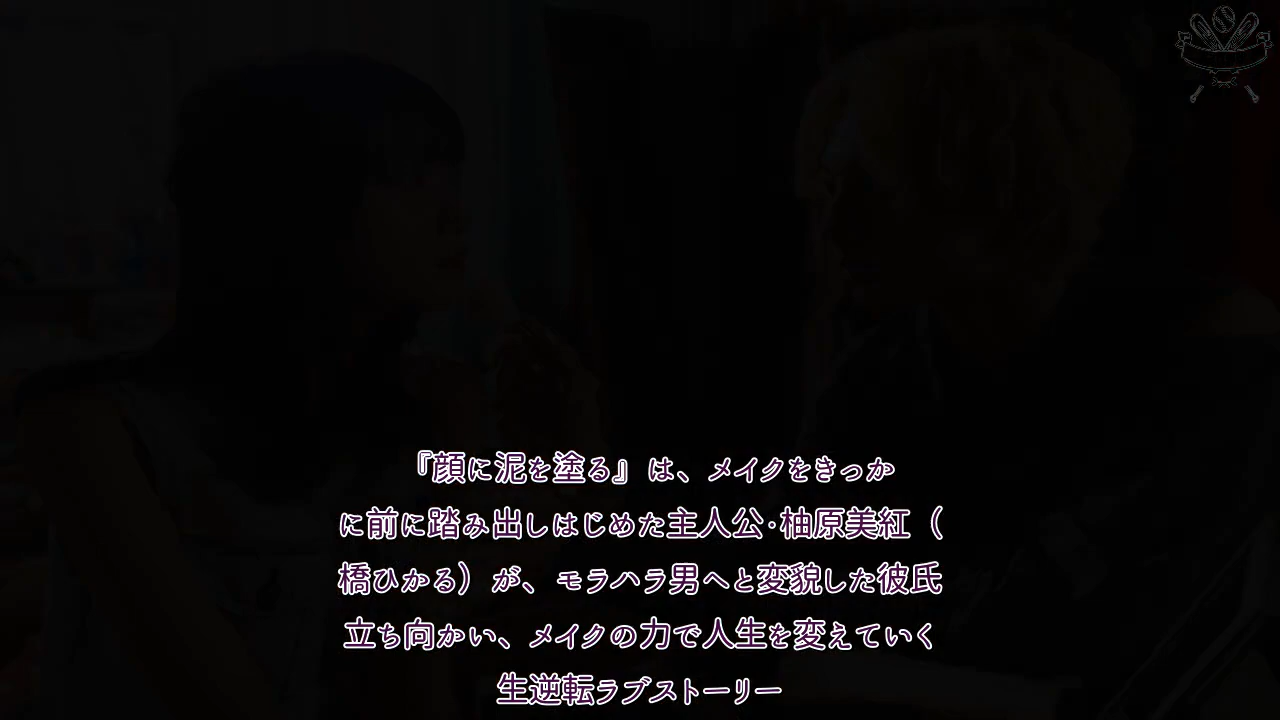 『顔に泥を塗る』は、メイクをきっか
に前に踏み出しはじめた主人公·柚原美紅（
橋ひかる）が、モラハラ男へと変貌した彼氏
立ち向かい、メイクの力で人生を変えていく
生逆転ラブストーリー